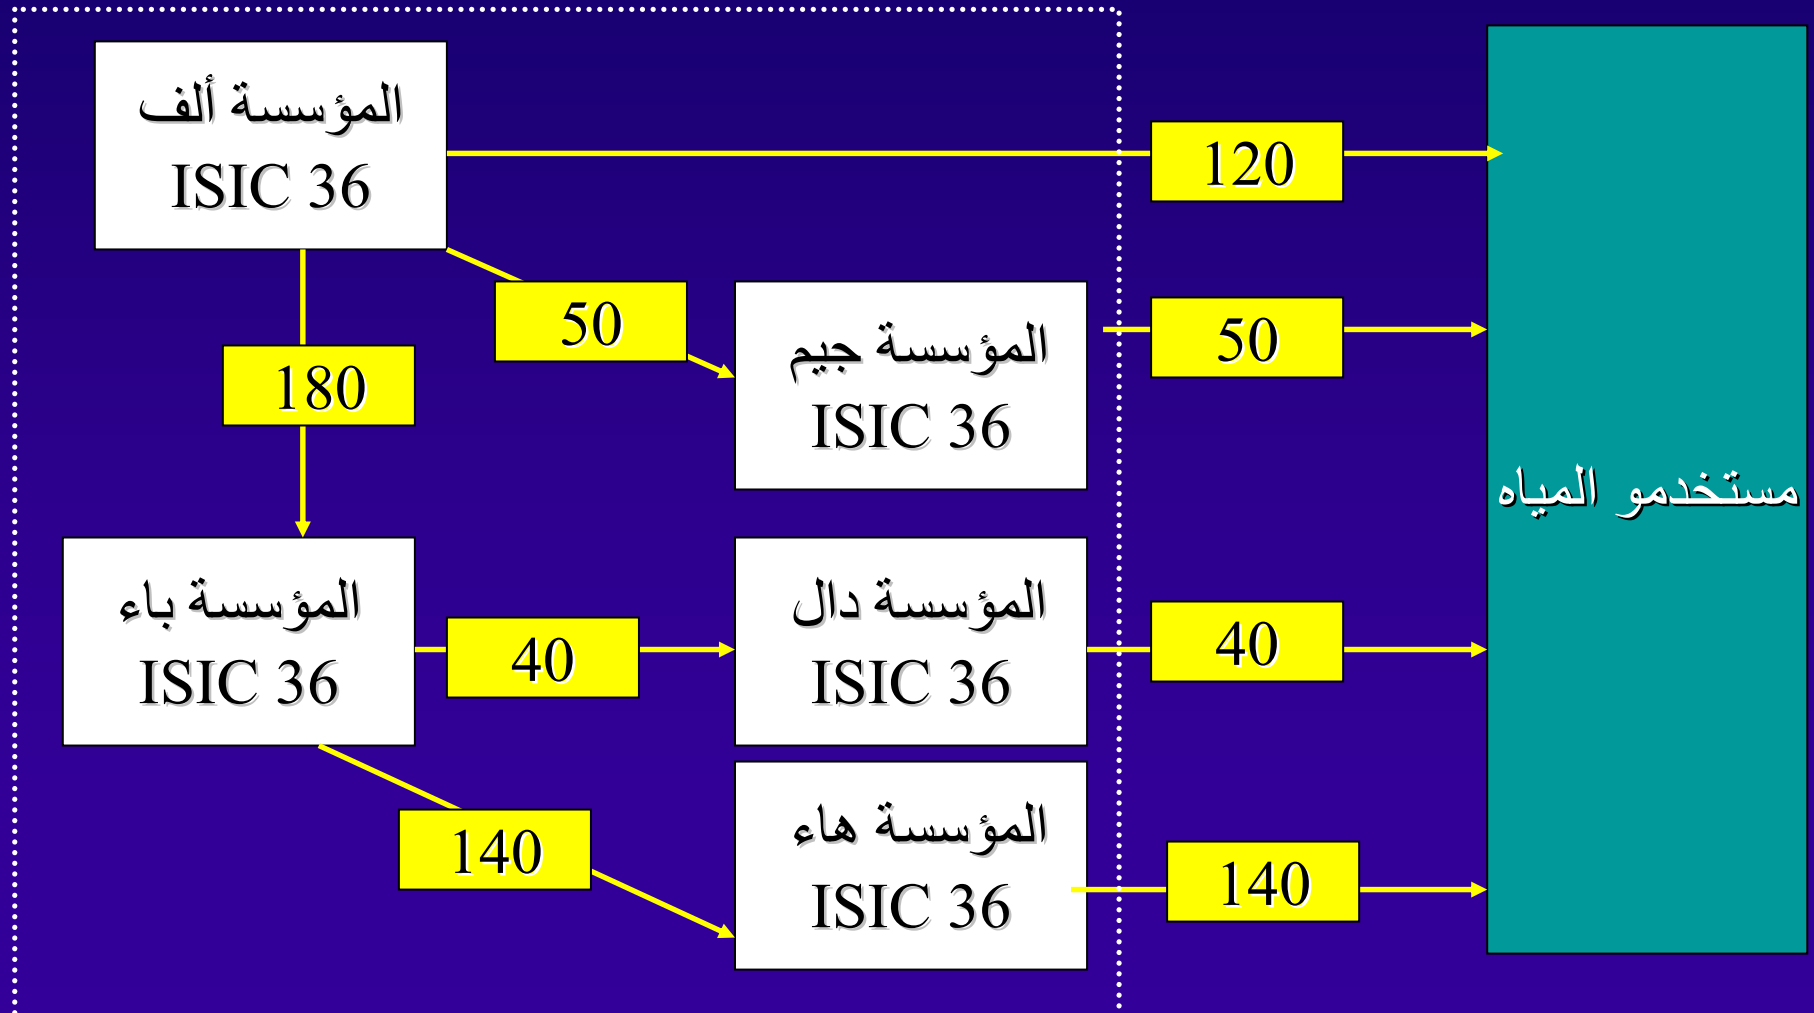 المؤسسة ألف
ISIC 36
120
50
180
المؤسسة جيم
ISIC 36
50
مستخدمو المياه
المؤسسة باء
ISIC 36
40
المؤسسة دال
ISIC 36
40
140
المؤسسة هاء
ISIC 36
140